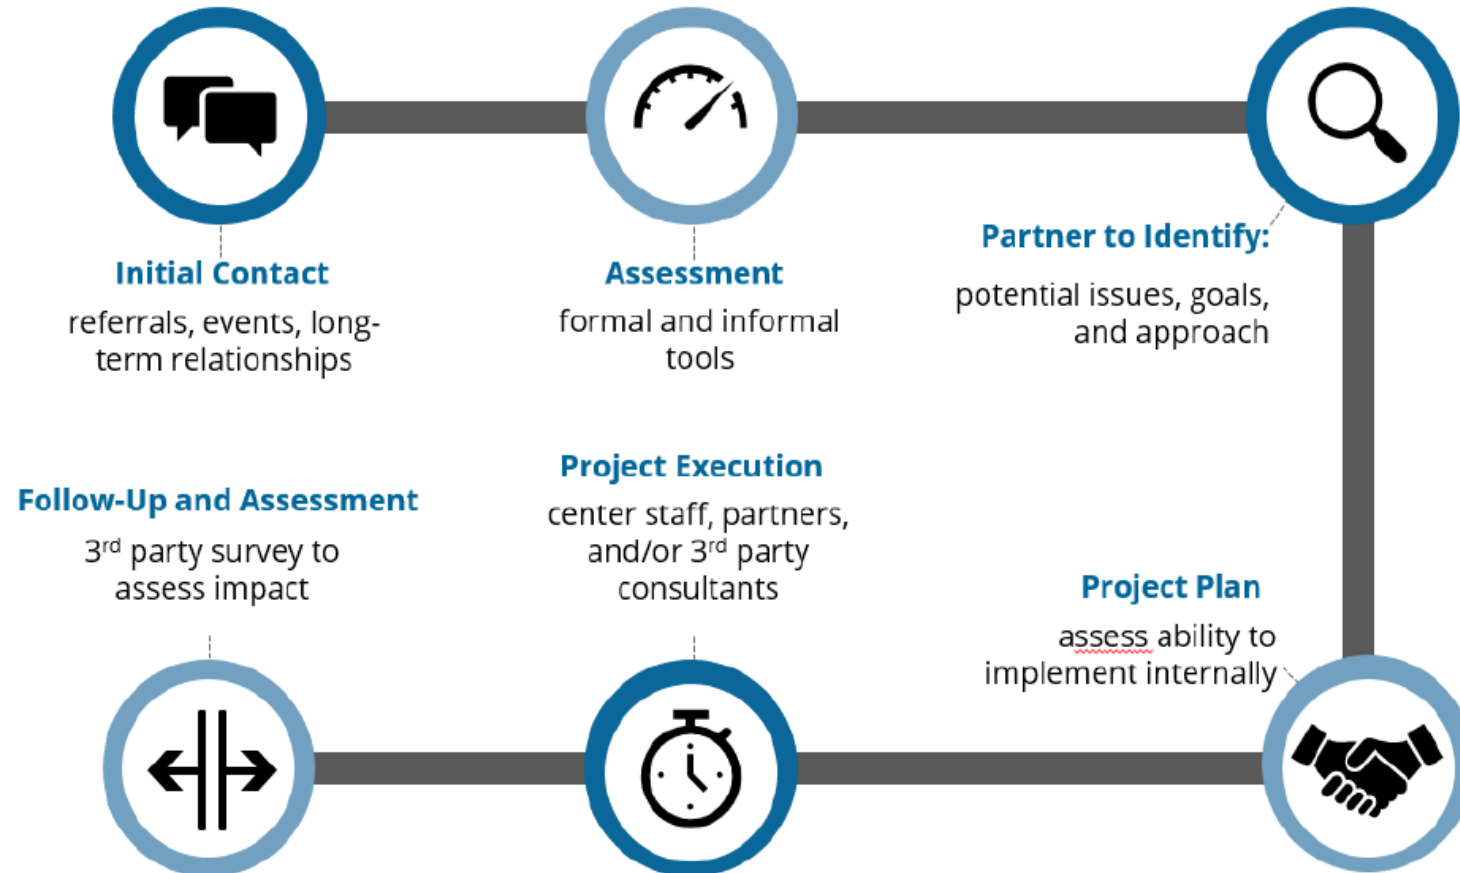 Initial Contact
referrals, events, long-
term relationships
Assessment
formal and informal
tools
Partner to Identify:
potential issues, goals,
and approach
Project Plan
assess ability to
implement internally
Project Execution
center staff, partners,
and/or 3rd party
consultants
Follow-Up and Assessment
3rd party survey to
assess impact